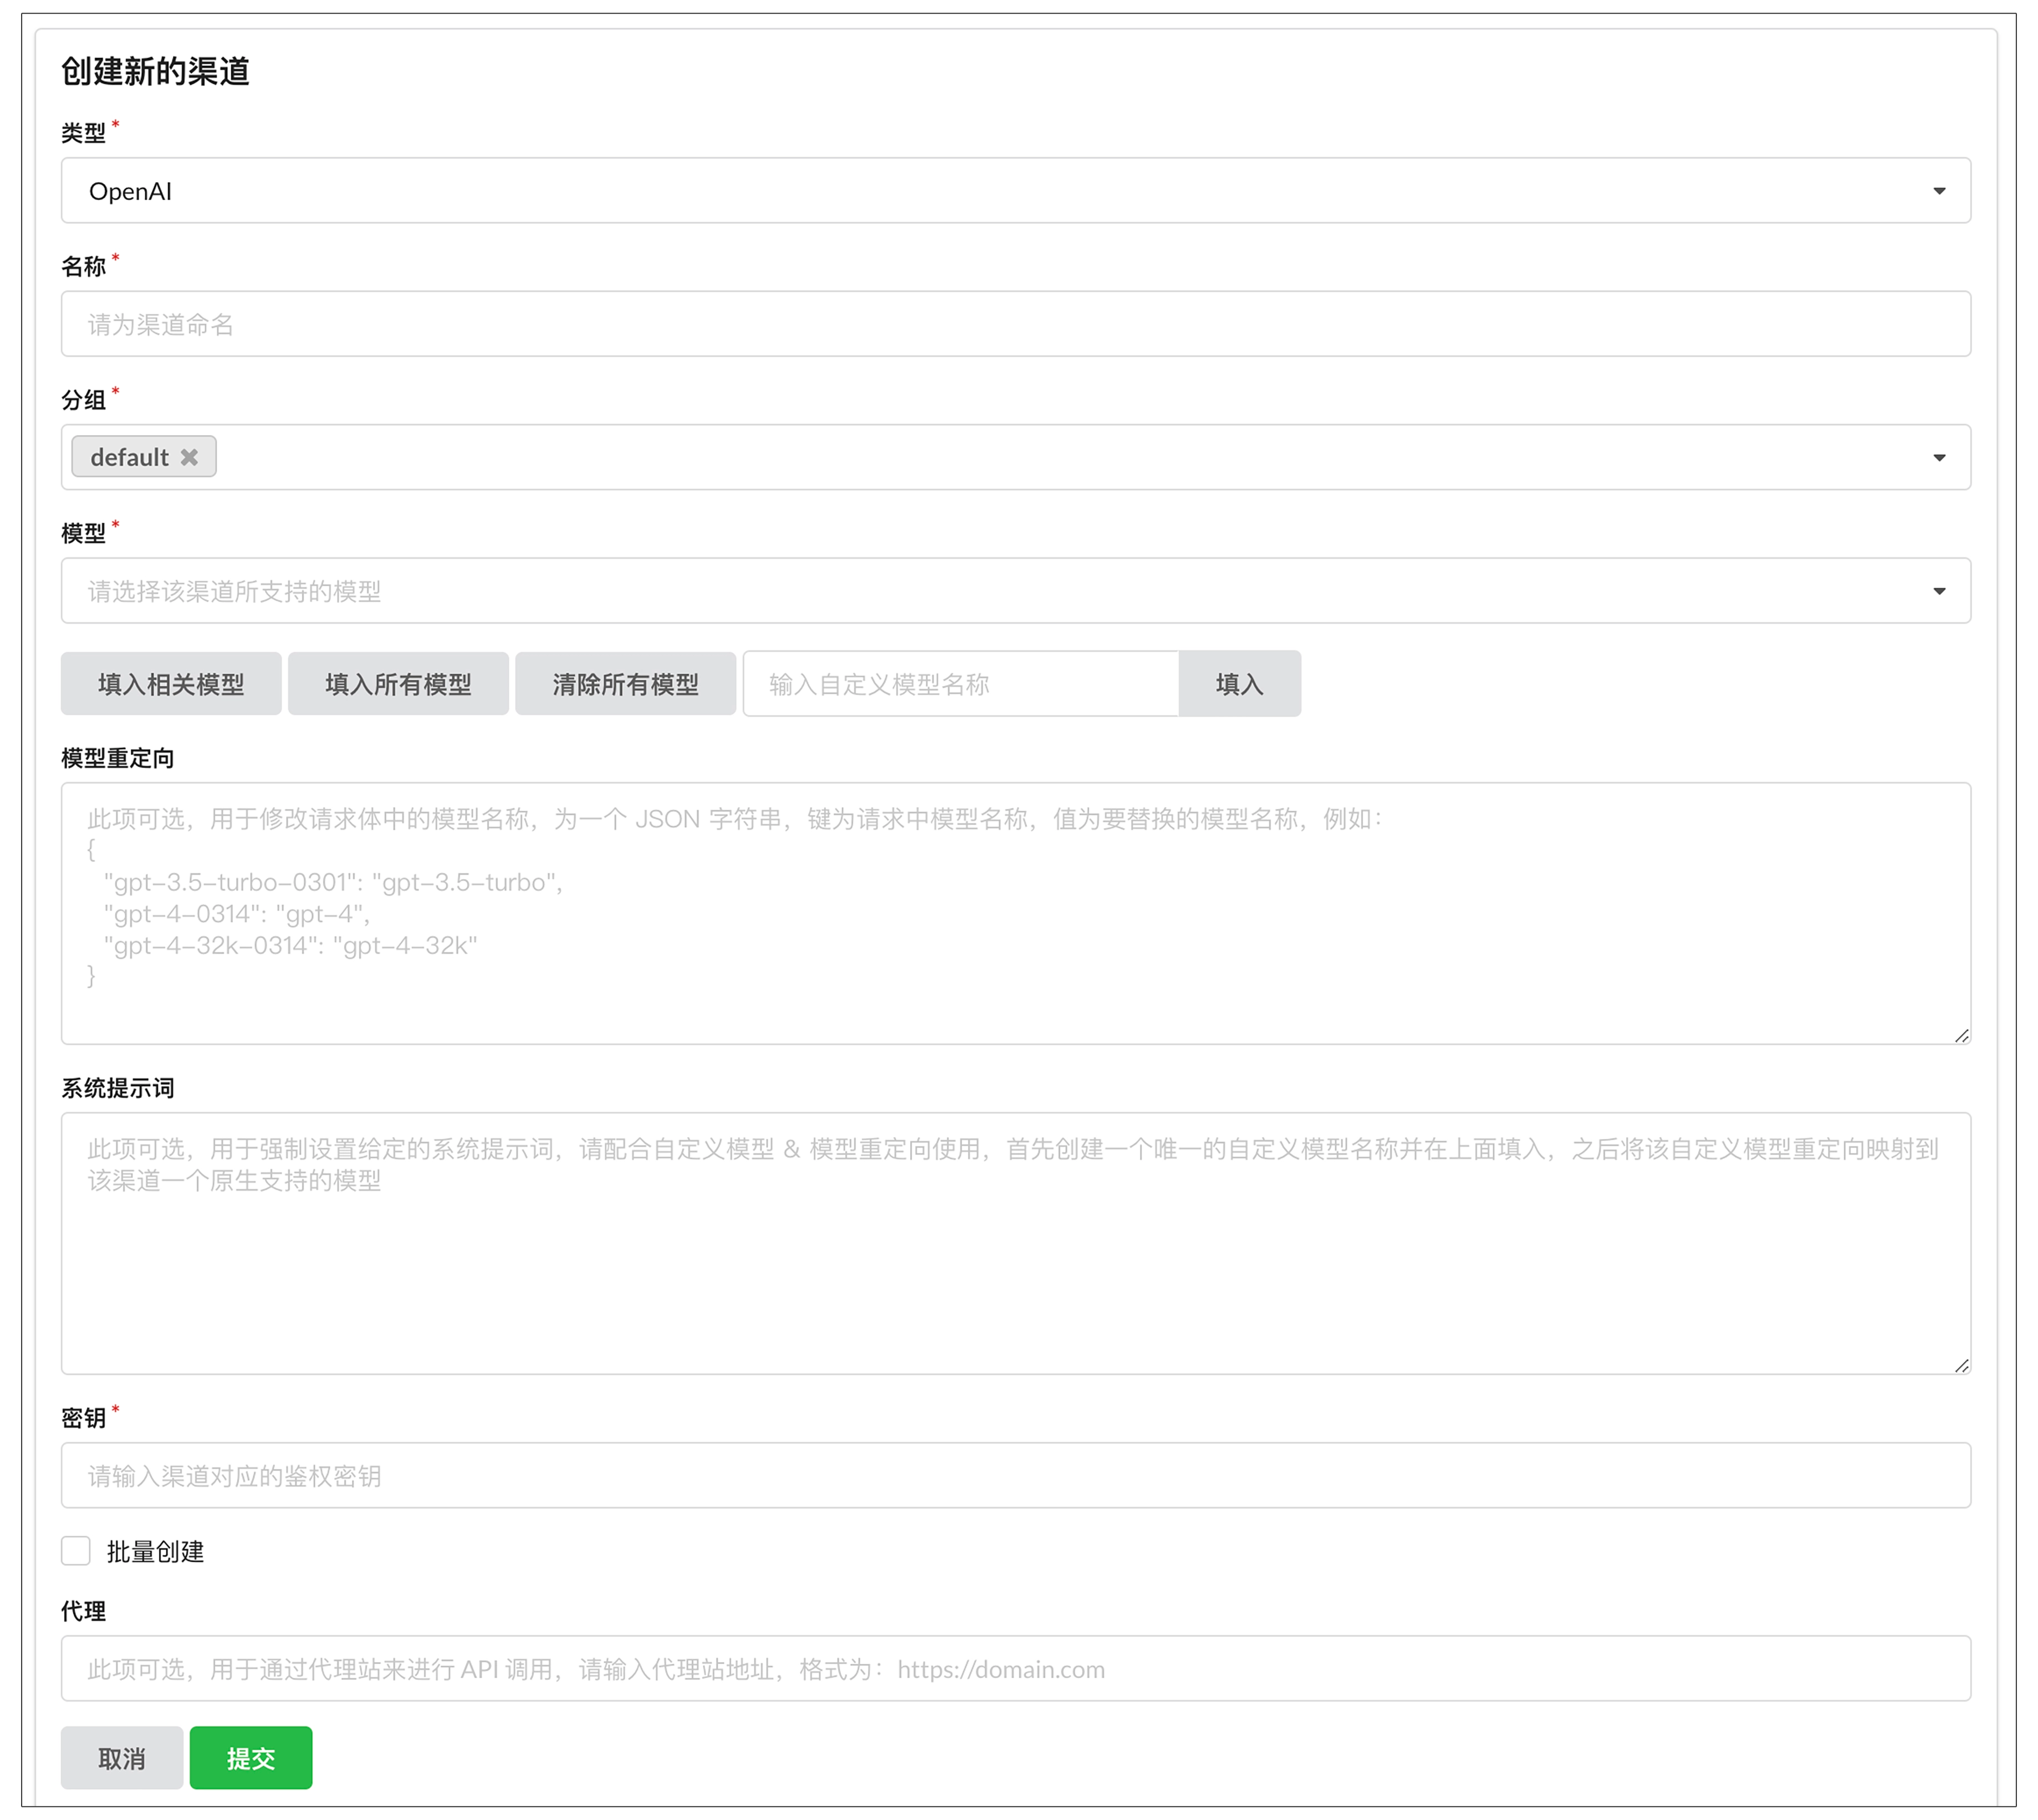 创建新的渠道
类型 *
OpenAI
名称 *
请为渠道命名
分组 *
default
模型 *
请选择该渠道所支持的模型
填入相关模型 填入所有模型 清除所有模型 输入自定义模型名称 填入
模型重定向
此项可选，用于修改请求体中的模型名称，为一个 JSON 字符串，键为请求中模型名称，值为要替换的模型名称，例如：
{
"gpt-3.5-turbo-0301": "gpt-3.5-turbo",
"gpt-4-0314": "gpt-4",
"gpt-4-32k-0314": "gpt-4-32k"
}
系统提示词
此项可选，用于强制设置给定的系统提示词，请配合自定义模型 & 模型重定向使用，首先创建一个唯一的自定义模型名称并在上面填入，之后将该自定义模型重定向映射到
该渠道一个原生支持的模型
密钥 *
请输入渠道对应的鉴权密钥
批量创建
代理
此项可选，用于通过代理站来进行 API 调用，请输入代理站地址，格式为：https://domain.com
取消 提交